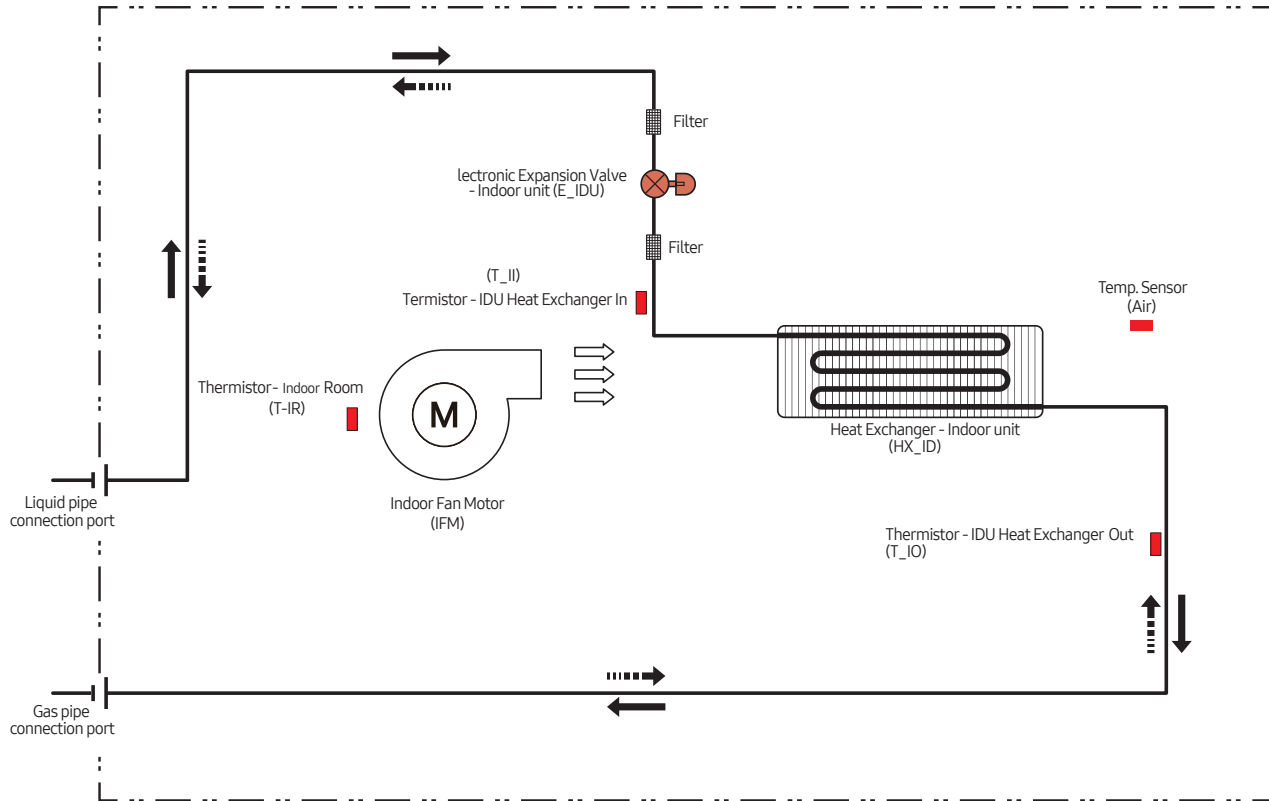 Filter
lectronic Expansion Valve
- Indoor unit (E_IDU)
Filter
(T_II)
Termistor - IDU Heat Exchanger In
Temp. Sensor
(Air)
Thermistor- Indoor Room
(T-IR)
M
Heat Exchanger - Indoor unit
(HX_ID)
Indoor Fan Motor
(IFM)
Liquid pipe
connection port
Thermistor - IDU Heat Exchanger Out
(T_IO)
Gas pipe
connection port